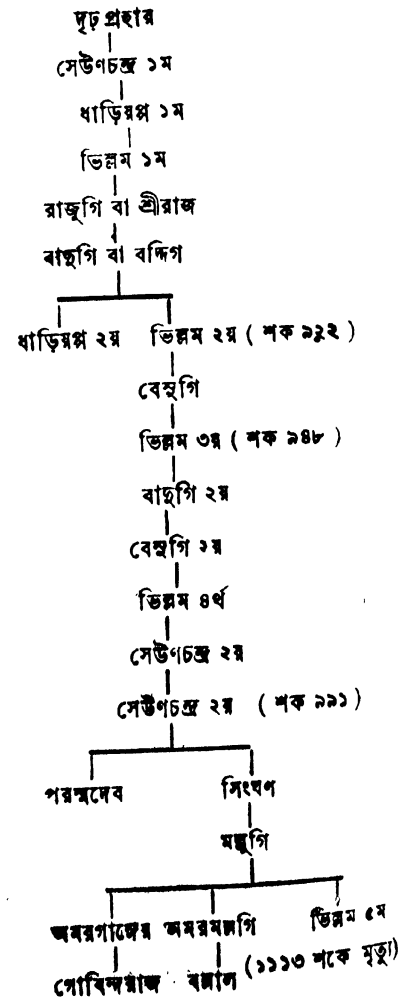 দৃঢ়প্রহার
সেউণচন্দ্র ১ম
ধাড়িয়প্প ১ম
ভিল্লম ১ম
রাজুগি বা শ্রীরাজ
বাদুগি বা বদ্দিগ
ধাড়িয়প্প ২য় ভিল্লম ২য় ( শক ৯২২ )
বেসুগি
ভিল্লম ৩য় ( শক ৯৪৮ )
বাদুগি ২য়
বেসুগি ২য়
ভিল্লম ৪র্থ
সেউণচন্দ্র ২য়
সেউণচন্দ্র ২য় ( শক ৯৯১ )
পরম্মদেব সিংঘণ
মল্লুগি
অমরগাঙ্গেয় অমরমল্লগি ভিল্লম ৫ম
গোবিন্দরাজ বল্লাল (১১১৩ শকে মৃত্যু)